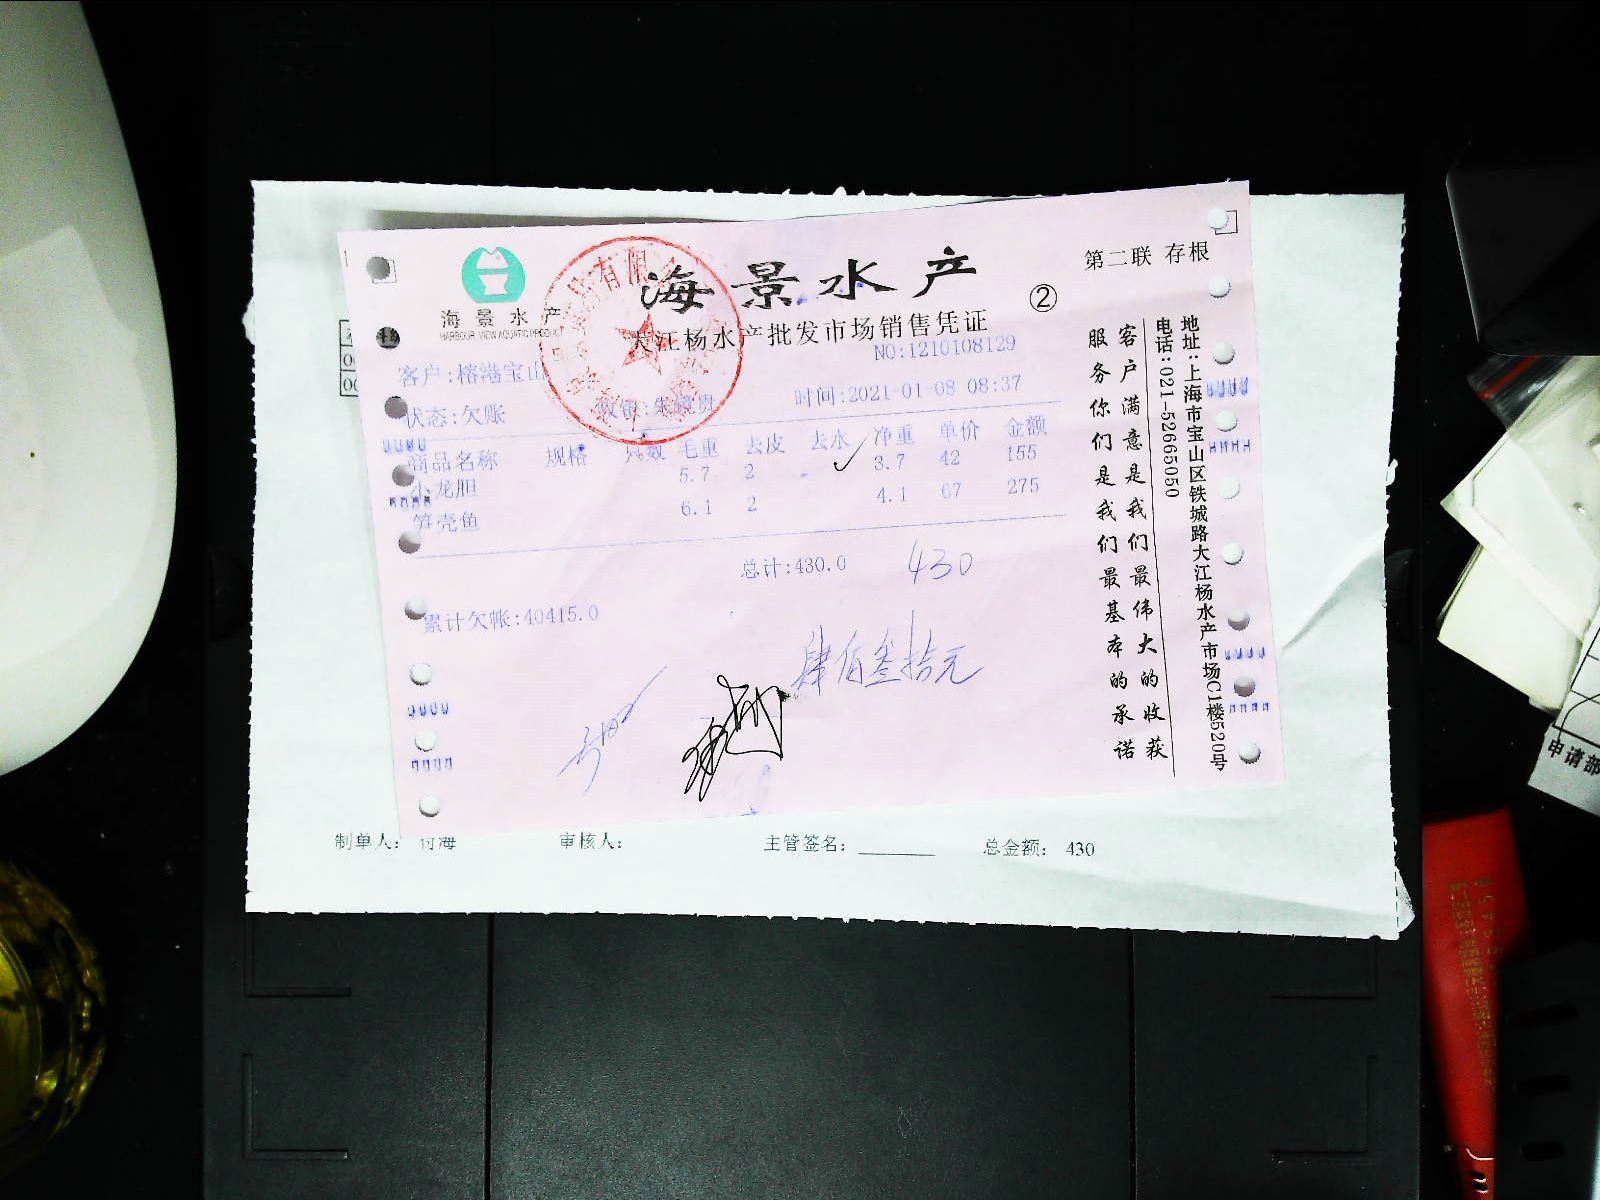 海景水产
第二联 存根
②
海景水产
HARBOUR VIEW AQUATIC PRODUCT
大江杨水产批发市场销售凭证
NO:1210108129
客户:榕港宝山
时间:2021-01-08 08:37
状态:欠账
商品名称 规格 只数 毛重 去皮 去水 净重 单价 金额
小龙胆 5.7 2 3.7 42 155
笋壳鱼 6.1 2 4.1 67 275
总计:430.0 430
累计欠帐:40415.0
肆佰叁拾元
客户满意是我们最伟大的收获
服务你们是我们最基本的承诺
地址:上海市宝山区铁城路大江杨水产市场C1楼520号
电话:021-52665050
制单人: 付海 审核人: 主管签名: 总金额: 430
申请部